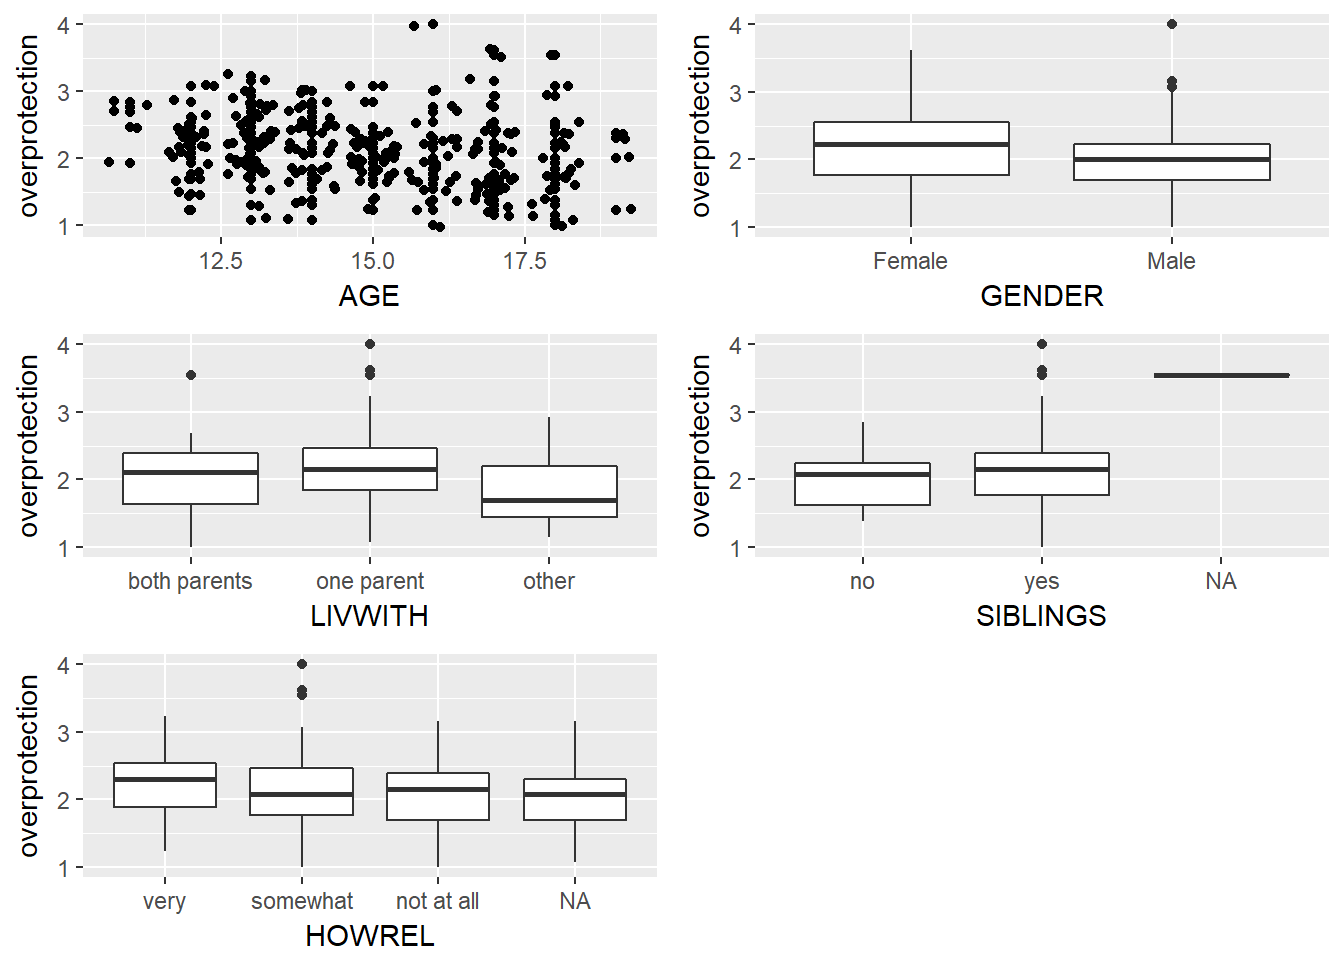 overprotection
4
3
2
1
12.5 15.0 17.5
AGE
overprotection
4
3
2
1
Female Male
GENDER
overprotection
4
3
2
1
both parents one parent other
LIVWITH
overprotection
4
3
2
1
no yes NA
SIBLINGS
overprotection
4
3
2
1
very somewhat not at all NA
HOWREL